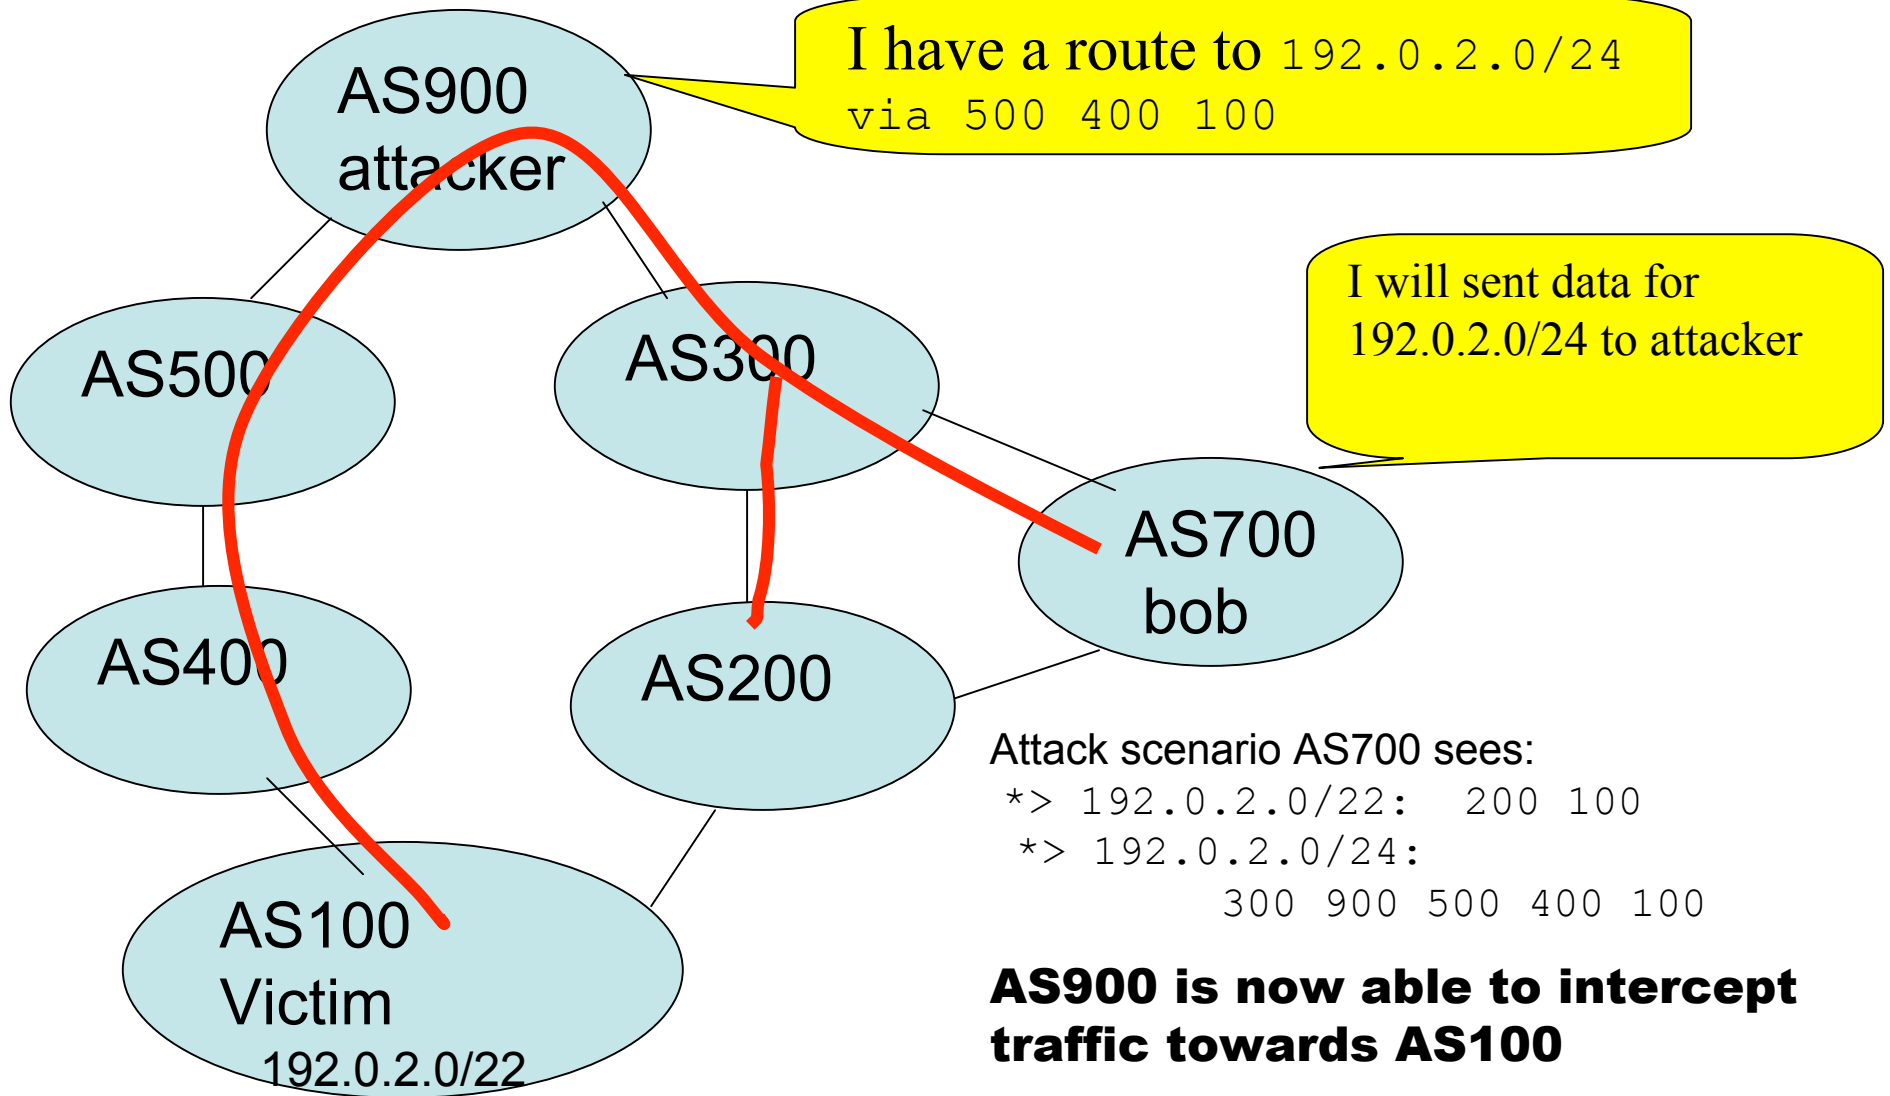 AS900
attacker
I have a route to 192.0.2.0/24
via 500 400 100
I will sent data for
192.0.2.0/24 to attacker
AS500
AS300
AS700
bob
AS400
AS200
Attack scenario AS700 sees:
*> 192.0.2.0/22: 200 100
*> 192.0.2.0/24:
300 900 500 400 100
AS100
Victim
192.0.2.0/22
AS900 is now able to intercept
traffic towards AS100